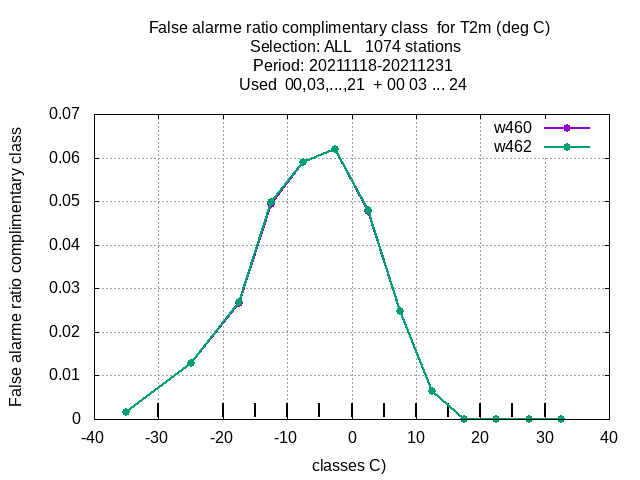 False alarme ratio complimentary class  for T2m (deg C)
Selection: ALL   1074 stations
Period: 20211118-20211231
Used  00,03,...,21  + 00 03 ... 24
w460
w462
False alarme ratio complimentary class
0.07
0.06
0.05
0.04
0.03
0.02
0.01
0
-40 -30 -20 -10 0 10 20 30 40
classes C)